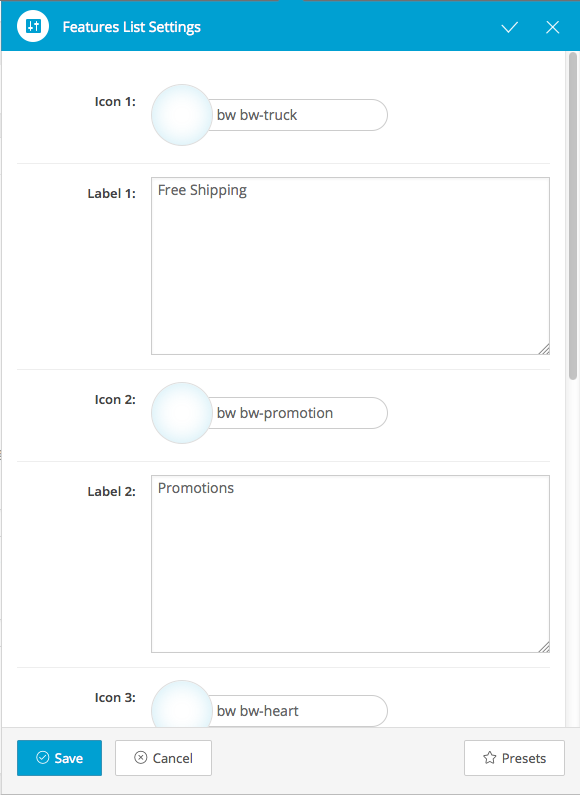 Features List Settings
Icon 1:
bw bw-truck
Label 1:
Free Shipping
Icon 2:
bw bw-promotion
Label 2:
Promotions
Icon 3:
bw bw-heart
Save
Cancel
Presets